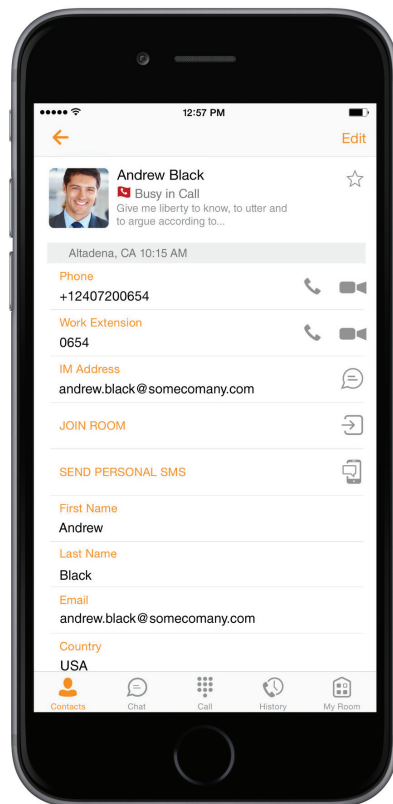 12:57 PM
Edit
Andrew Black
Busy in Call
Give me liberty to know, to utter and
to argue according to...
Altadena, CA 10:15 AM
Phone
+12407200654
Work Extension
0654
IM Address
andrew.black@somecomany.com
JOIN ROOM
SEND PERSONAL SMS
First Name
Andrew
Last Name
Black
Email
andrew.black@somecomany.com
Country
USA
Contacts
Chat
Call
History
My Room